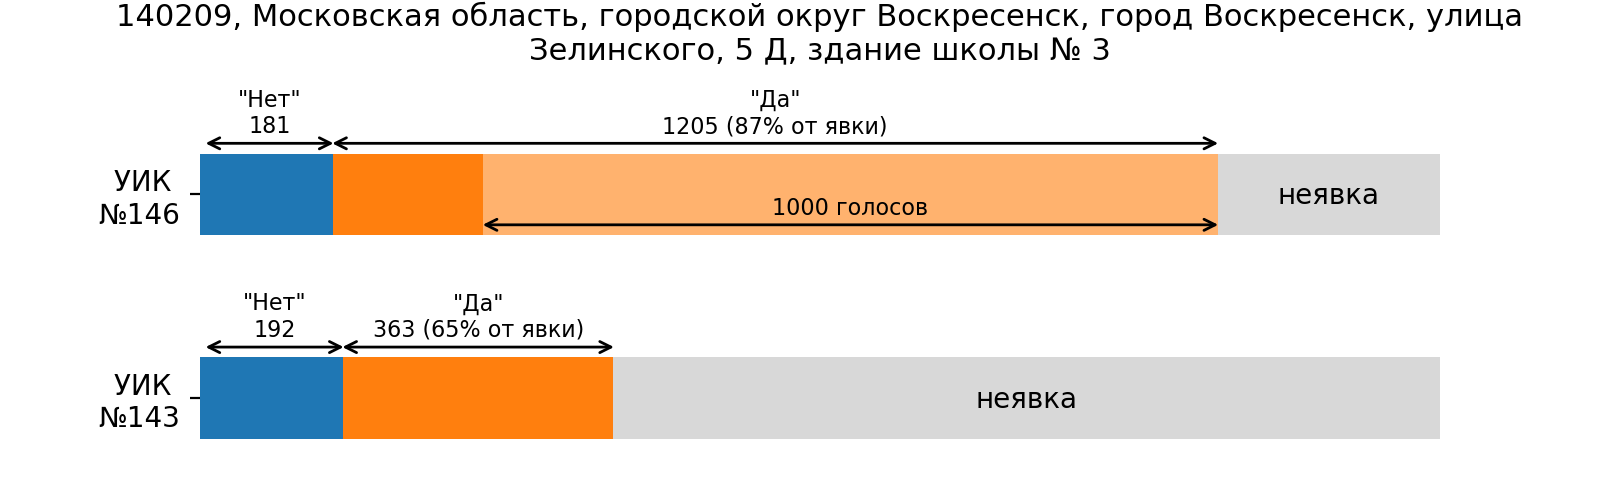 140209, Московская область, городской округ Воскресенск, город Воскресенск, улица
Зелинского, 5 Д, здание школы № 3
"Нет"
181
"Да"
1205 (87% от явки)
УИК
№146
1000 голосов
неявка
"Нет"
192
"Да"
363 (65% от явки)
УИК
№143
неявка